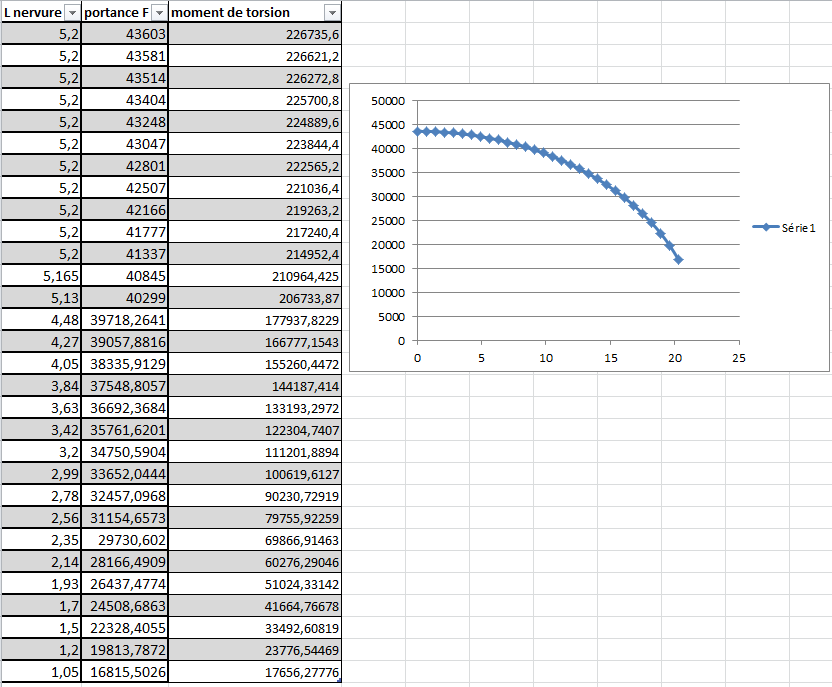 L nervure portance F moment de torsion
5,2 43603 226735,6
5,2 43581 226621,2
5,2 43514 226272,8
5,2 43404 225700,8
5,2 43248 224889,6
5,2 43047 223844,4
5,2 42801 222565,2
5,2 42507 221036,4
5,2 42166 219263,2
5,2 41777 217240,4
5,2 41337 214952,4
5,165 40845 210964,425
5,13 40299 206733,87
4,48 39718,2641 177937,8229
4,27 39057,8816 166777,1543
4,05 38335,9129 155260,4472
3,84 37548,8057 144187,414
3,63 36692,3684 133193,2972
3,42 35761,6201 122304,7407
3,2 34750,5904 111201,8894
2,99 33652,0444 100619,6127
2,78 32457,0968 90230,72919
2,56 31154,6573 79755,92259
2,35 29730,602 69866,91463
2,14 28166,4909 60276,29046
1,93 26437,4774 51024,33142
1,7 24508,6863 41664,76678
1,5 22328,4055 33492,60819
1,2 19813,7872 23776,54469
1,05 16815,5026 17656,27776
50000
45000
40000
35000
30000
25000
20000
15000
10000
5000
0
0 5 10 15 20 25
Série1